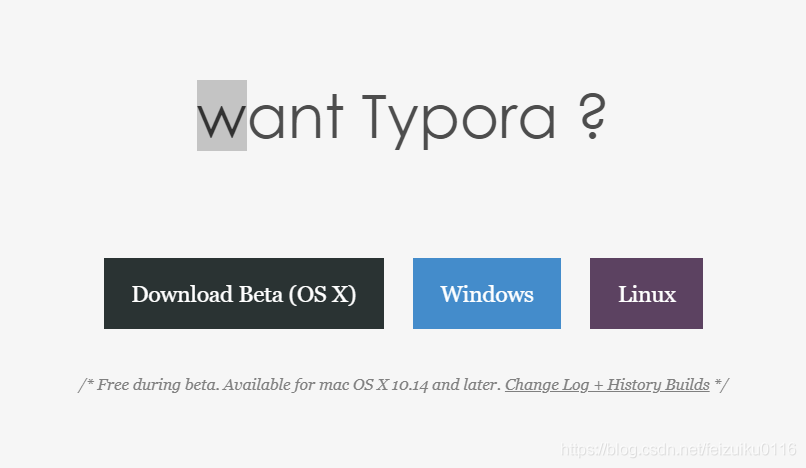 want Typora ?
Download Beta (OS X) Windows Linux
/* Free during beta. Available for mac OS X 10.14 and later. Change Log + History Builds */
https://blog.csdn.net/feizuiku0116